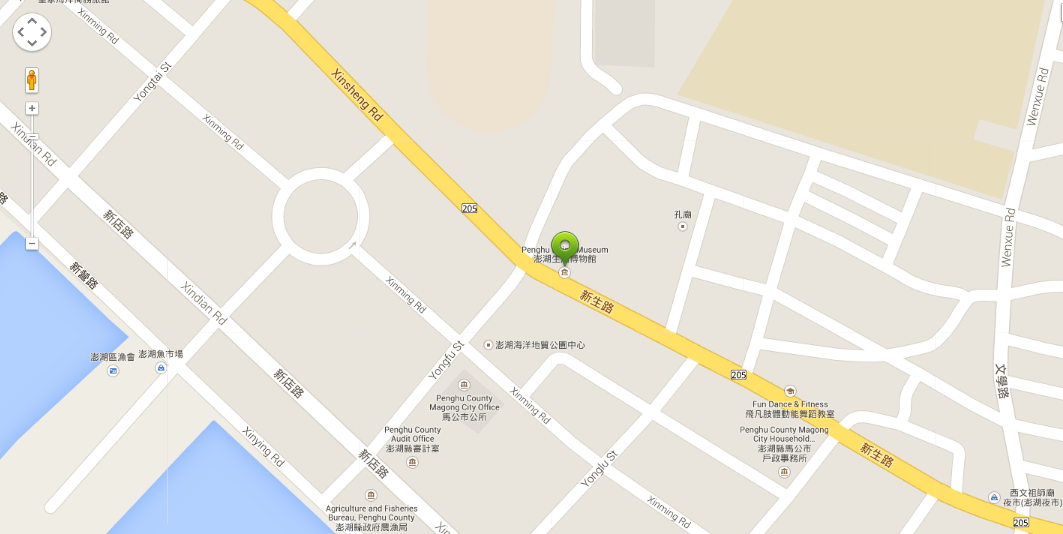 Xinming Rd
Yongtai St
Xinsheng Rd
Wenxue Rd
Xinming Rd
Xindian Rd
205
新店路
孔廟
Wenxue Rd
Penghu
Museum
澎湖生
博物館
新營路
Xindian Rd
Xinming Rd
新生路
澎湖區漁會
澎湖魚市場
Yongfu St
澎湖海洋地質公園中心
205
文學路
新店路
Penghu County
Magong City Office
馬公市公所
Xinming Rd
Fun Dance & Fitness
飛凡肢體動能舞蹈教室
Penghu County
Audit Office
澎湖縣審計室
Xinying Rd
新店路
Yonglu St
Penghu County Magong
City Household...
澎湖縣馬公市
戶政事務所
新生路
Agriculture and Fisheries
Bureau, Penghu County
澎湖縣政府農漁局
Xinming Rd
西文祖師廟
夜市(澎湖夜市)
205